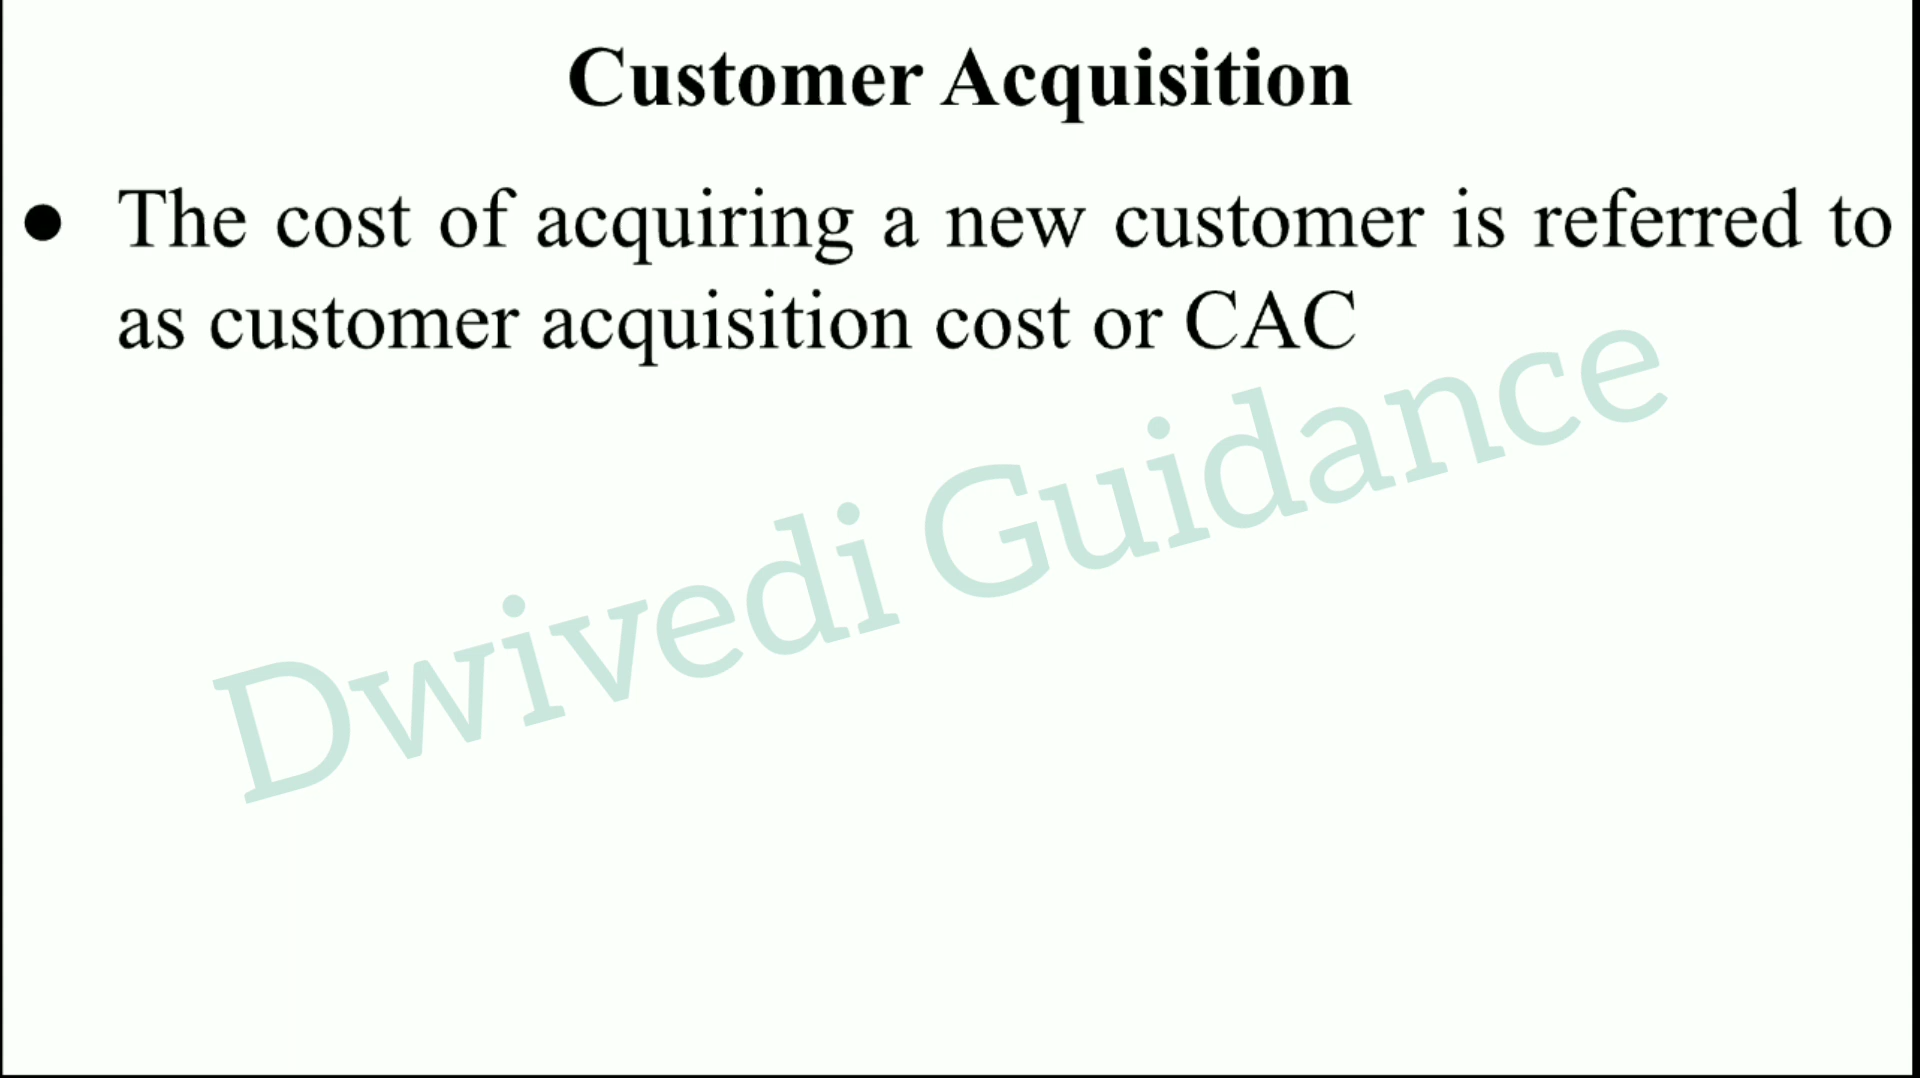 Customer Acquisition
● The cost of acquiring a new customer is referred to
as customer acquisition cost or CAC
Dwivedi Guidance